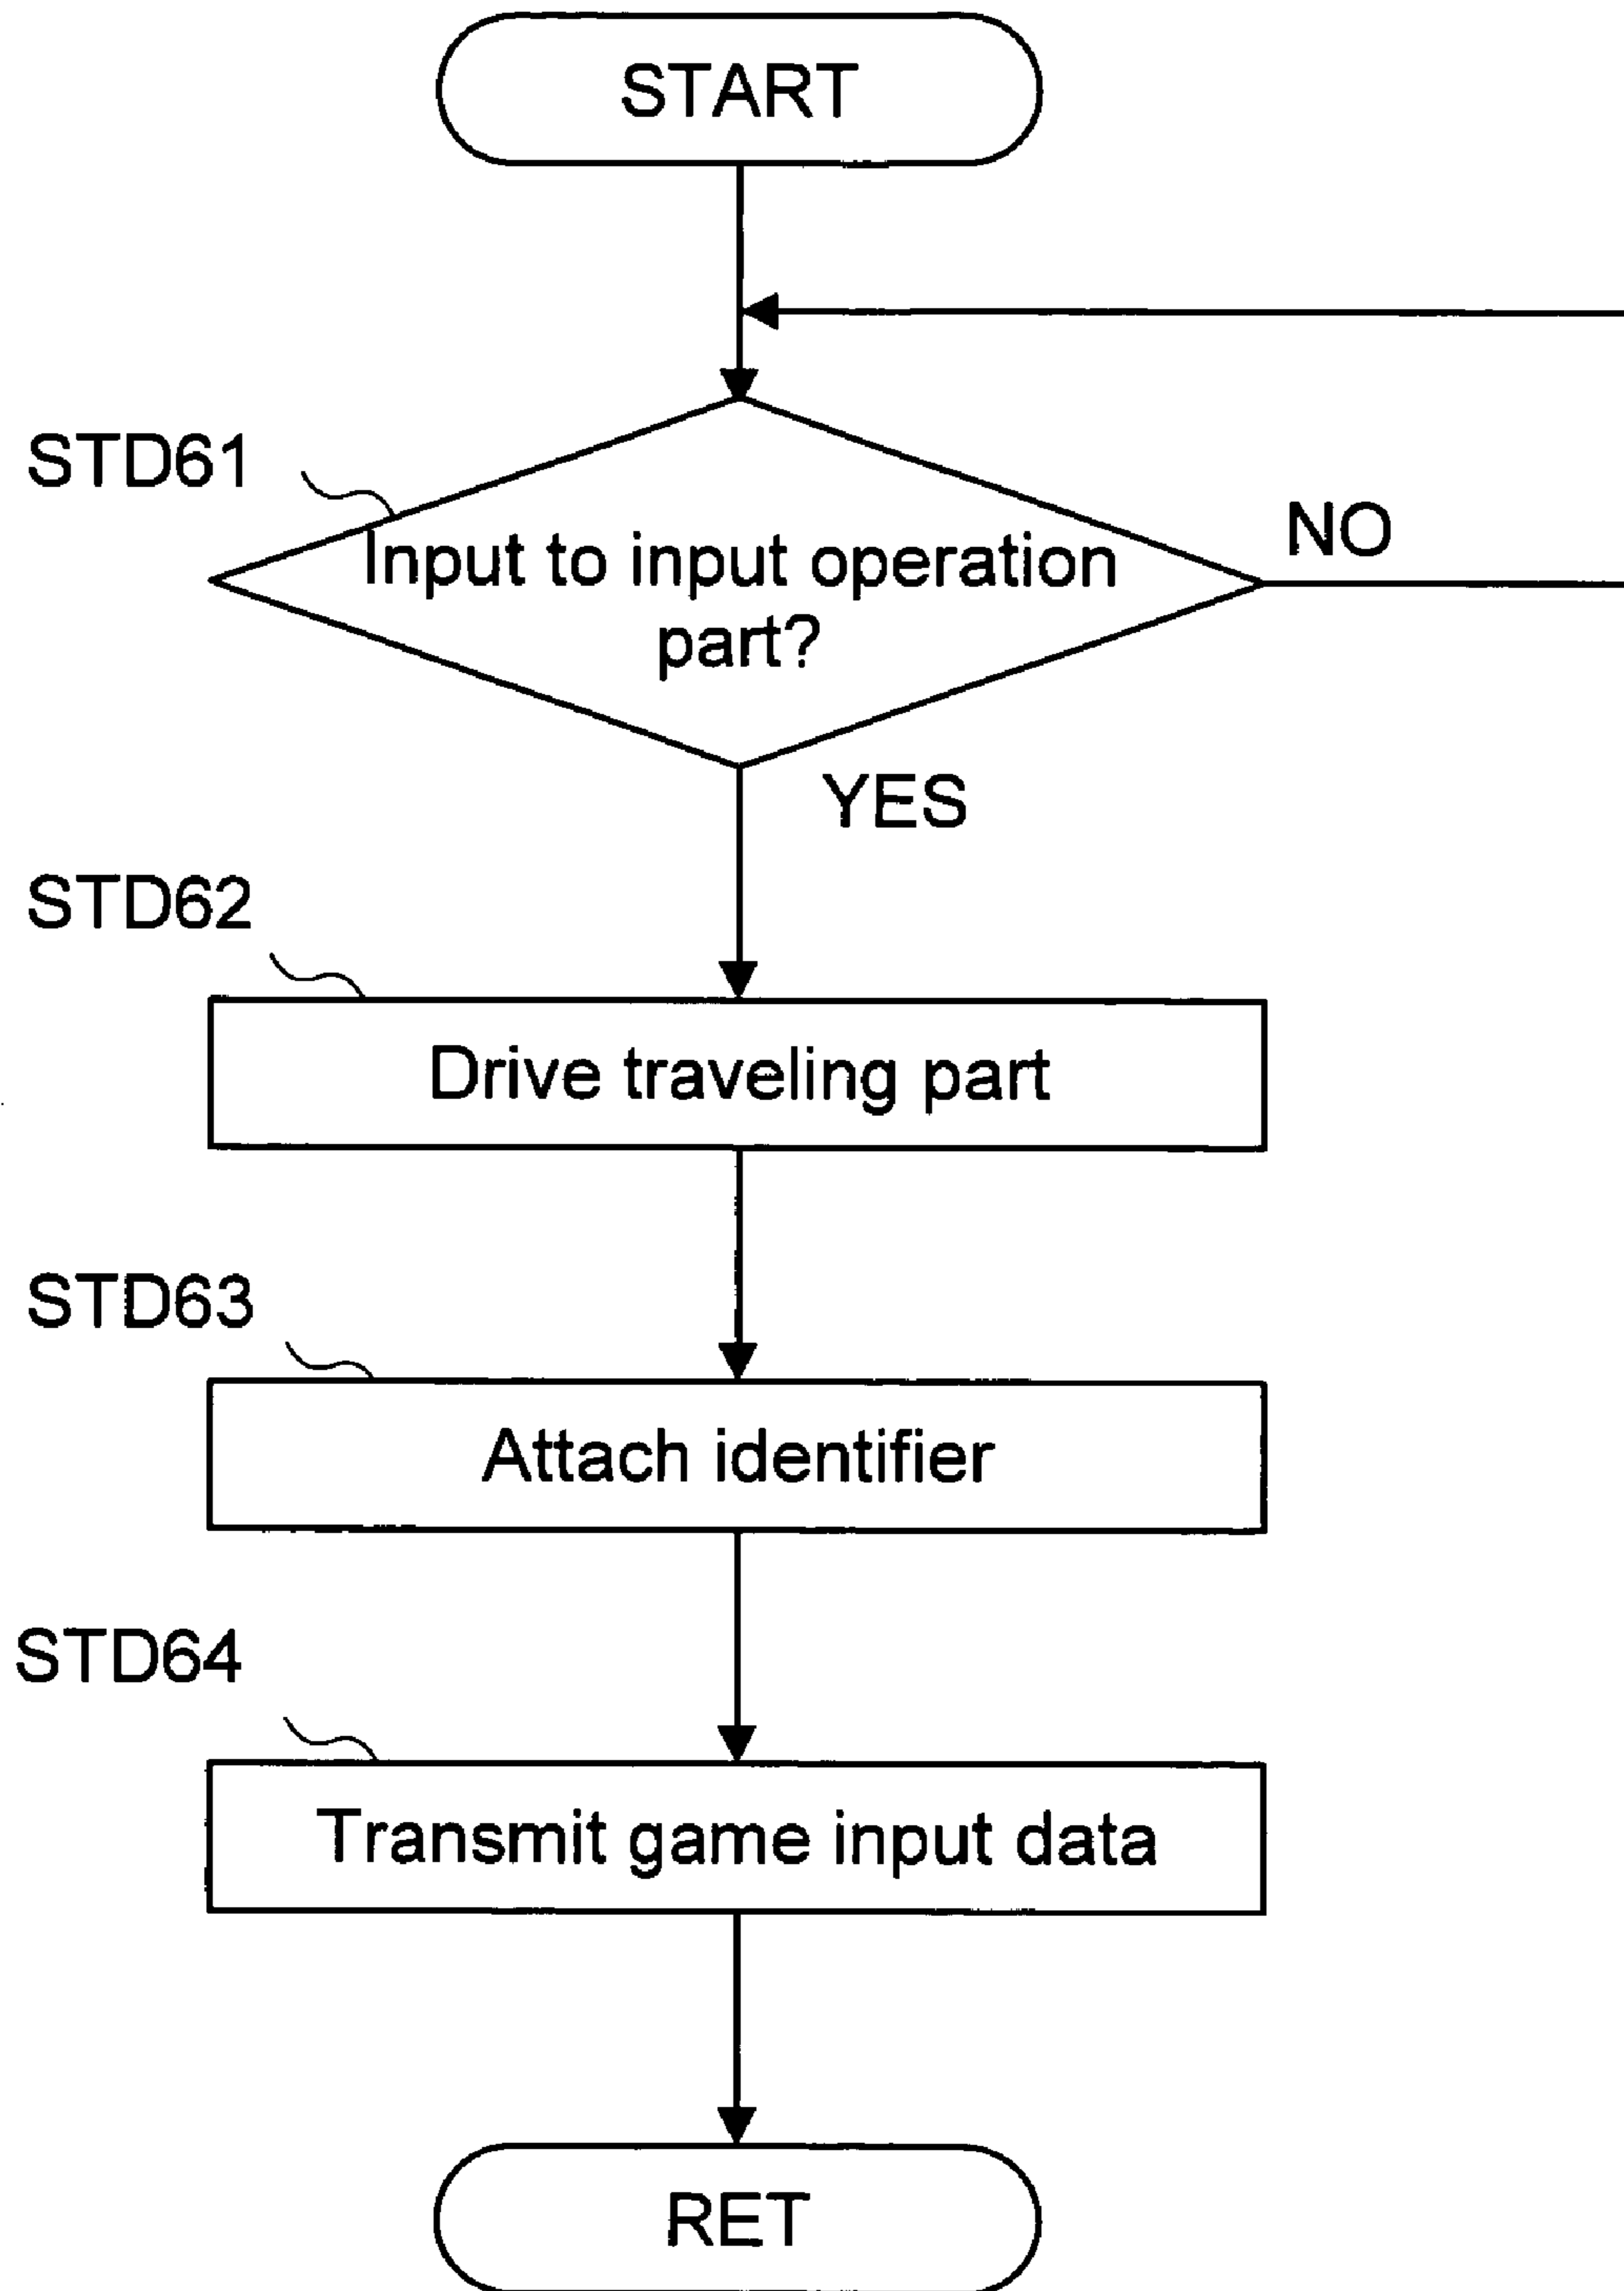 START
STD61
Input to input operation
part?
NO
YES
STD62
Drive traveling part
STD63
Attach identifier
STD64
Transmit game input data
RET